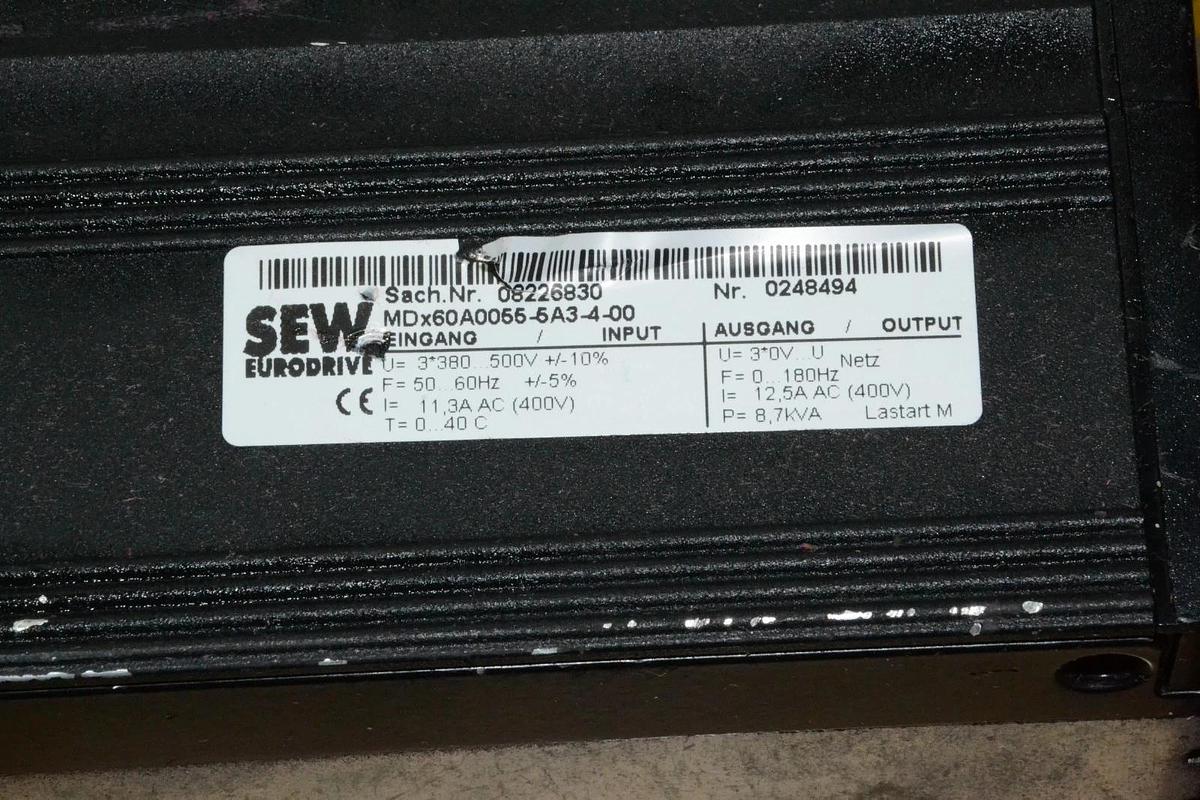 SEW
EURODRIVE
CE
Sach.Nr. 08226830 Nr. 0248494
MDx60A0055-5A3-4-00
EINGANG / INPUT
U= 3*380...500V +/-10%
F= 50...60Hz +/-5%
I= 11,3A AC (400V)
T= 0...40 C
AUSGANG / OUTPUT
U= 3*0V...U Netz
F= 0...180Hz
I= 12,5A AC (400V)
P= 8,7kVA Lastart M